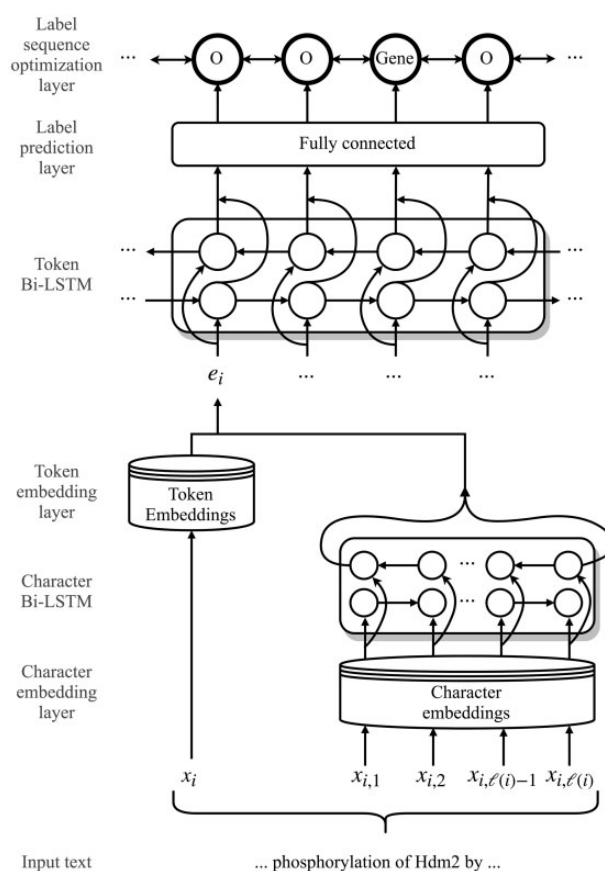 Label
sequence
optimization
layer
... O O Gene O ...
Label
prediction
layer
Fully connected
... ...
Token
Bi-LSTM
... ...
e_i ... ... ...
Token
embedding
layer
Token
Embeddings
Character
Bi-LSTM
...
...
Character
embedding
layer
Character
embeddings
x_i x_{i,1} x_{i,2} x_{i,ℓ(i)−1} x_{i,ℓ(i)}
Input text ... phosphorylation of Hdm2 by ...